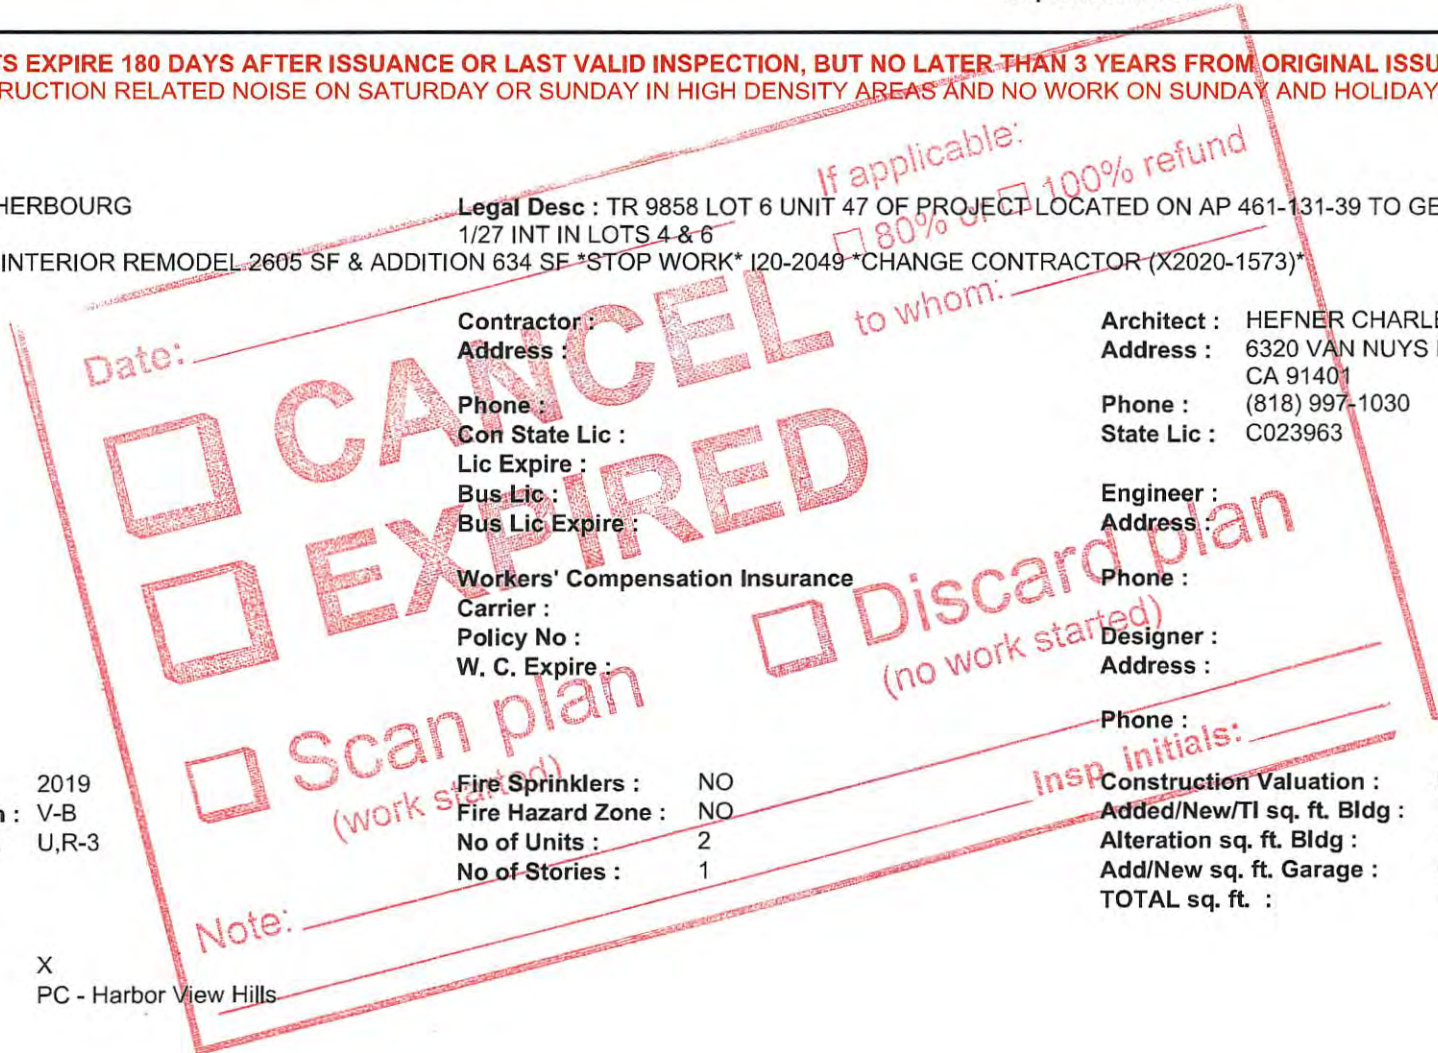 TS EXPIRE 180 DAYS AFTER ISSUANCE OR LAST VALID INSPECTION, BUT NO LATER THAN 3 YEARS FROM ORIGINAL ISSU
RUCTION RELATED NOISE ON SATURDAY OR SUNDAY IN HIGH DENSITY AREAS AND NO WORK ON SUNDAY AND HOLIDAY
HERBOURG
Legal Desc : TR 9858 LOT 6 UNIT 47 OF PROJECT LOCATED ON AP 461-131-39 TO GE
1/27 INT IN LOTS 4 & 6
INTERIOR REMODEL 2605 SF & ADDITION 634 SF *STOP WORK* I20-2049 *CHANGE CONTRACTOR (X2020-1573)*
Contractor :
Address :
Phone :
Con State Lic :
Lic Expire :
Bus Lic :
Bus Lic Expire :
Workers' Compensation Insurance
Carrier :
Policy No :
W. C. Expire :
Architect : HEFNER CHARLE
Address : 6320 VAN NUYS
CA 91401
Phone : (818) 997-1030
State Lic : C023963
Engineer :
Address :
Phone :
Designer :
Address :
Phone :
2019
n : V-B
U,R-3
X
PC - Harbor View Hills
Fire Sprinklers : NO
Fire Hazard Zone : NO
No of Units : 2
No of Stories : 1
Construction Valuation :
Added/New/TI sq. ft. Bldg :
Alteration sq. ft. Bldg :
Add/New sq. ft. Garage :
TOTAL sq. ft. :
If applicable:
80% or 100% refund
Date:
to whom:
CANCEL
EXPIRED
Discard plan
(no work started)
Scan plan
(work started)
Insp. initials:
Note: